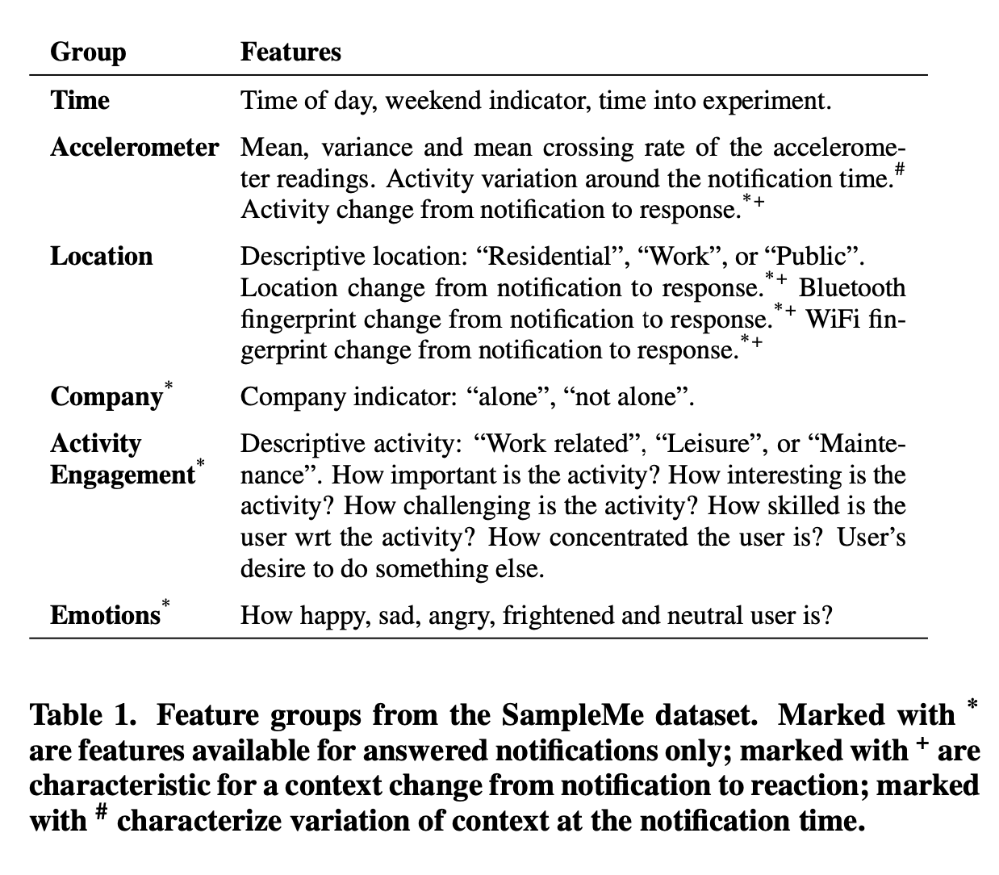 Group Features
Time Time of day, weekend indicator, time into experiment.
Accelerometer Mean, variance and mean crossing rate of the accelerome-
ter readings. Activity variation around the notification time.#
Activity change from notification to response.*+
Location Descriptive location: “Residential”, “Work”, or “Public”.
Location change from notification to response.*+ Bluetooth
fingerprint change from notification to response.*+ WiFi fin-
gerprint change from notification to response.*+
Company* Company indicator: “alone”, “not alone”.
Activity Descriptive activity: “Work related”, “Leisure”, or “Mainte-
Engagement* nance”. How important is the activity? How interesting is the
activity? How challenging is the activity? How skilled is the
user wrt the activity? How concentrated the user is? User’s
desire to do something else.
Emotions* How happy, sad, angry, frightened and neutral user is?
Table 1. Feature groups from the SampleMe dataset. Marked with *
are features available for answered notifications only; marked with + are
characteristic for a context change from notification to reaction; marked
with # characterize variation of context at the notification time.